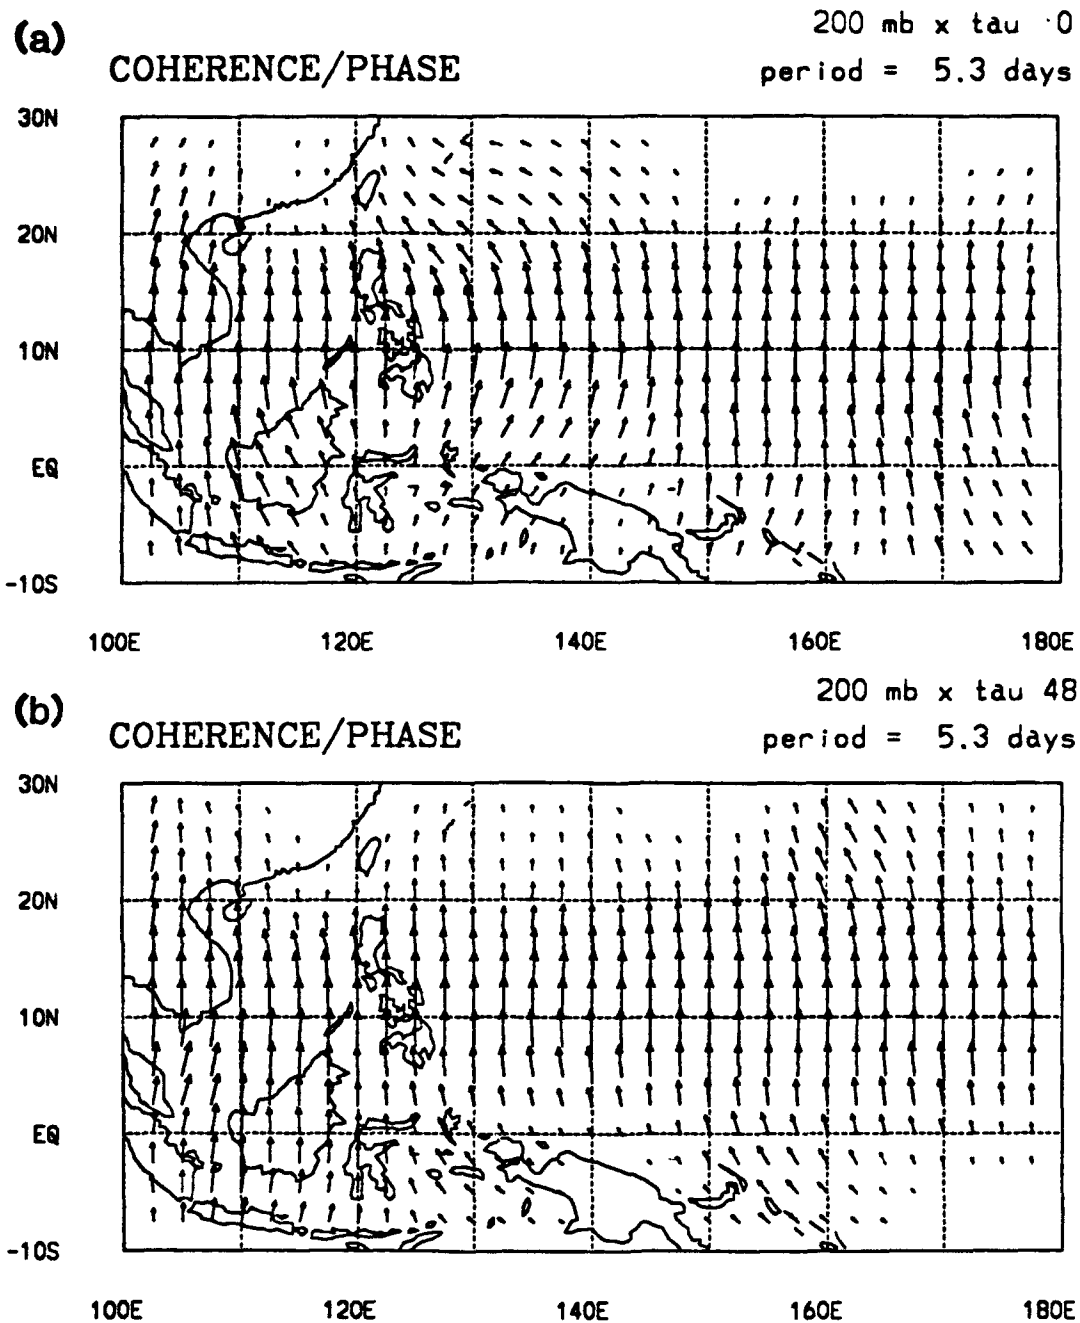 (a)
200 mb x tau 0
COHERENCE/PHASE
period = 5.3 days
30N
20N
10N
EQ
-10S
100E 120E 140E 160E 180E
(b)
200 mb x tau 48
COHERENCE/PHASE
period = 5.3 days
30N
20N
10N
EQ
-10S
100E 120E 140E 160E 180E